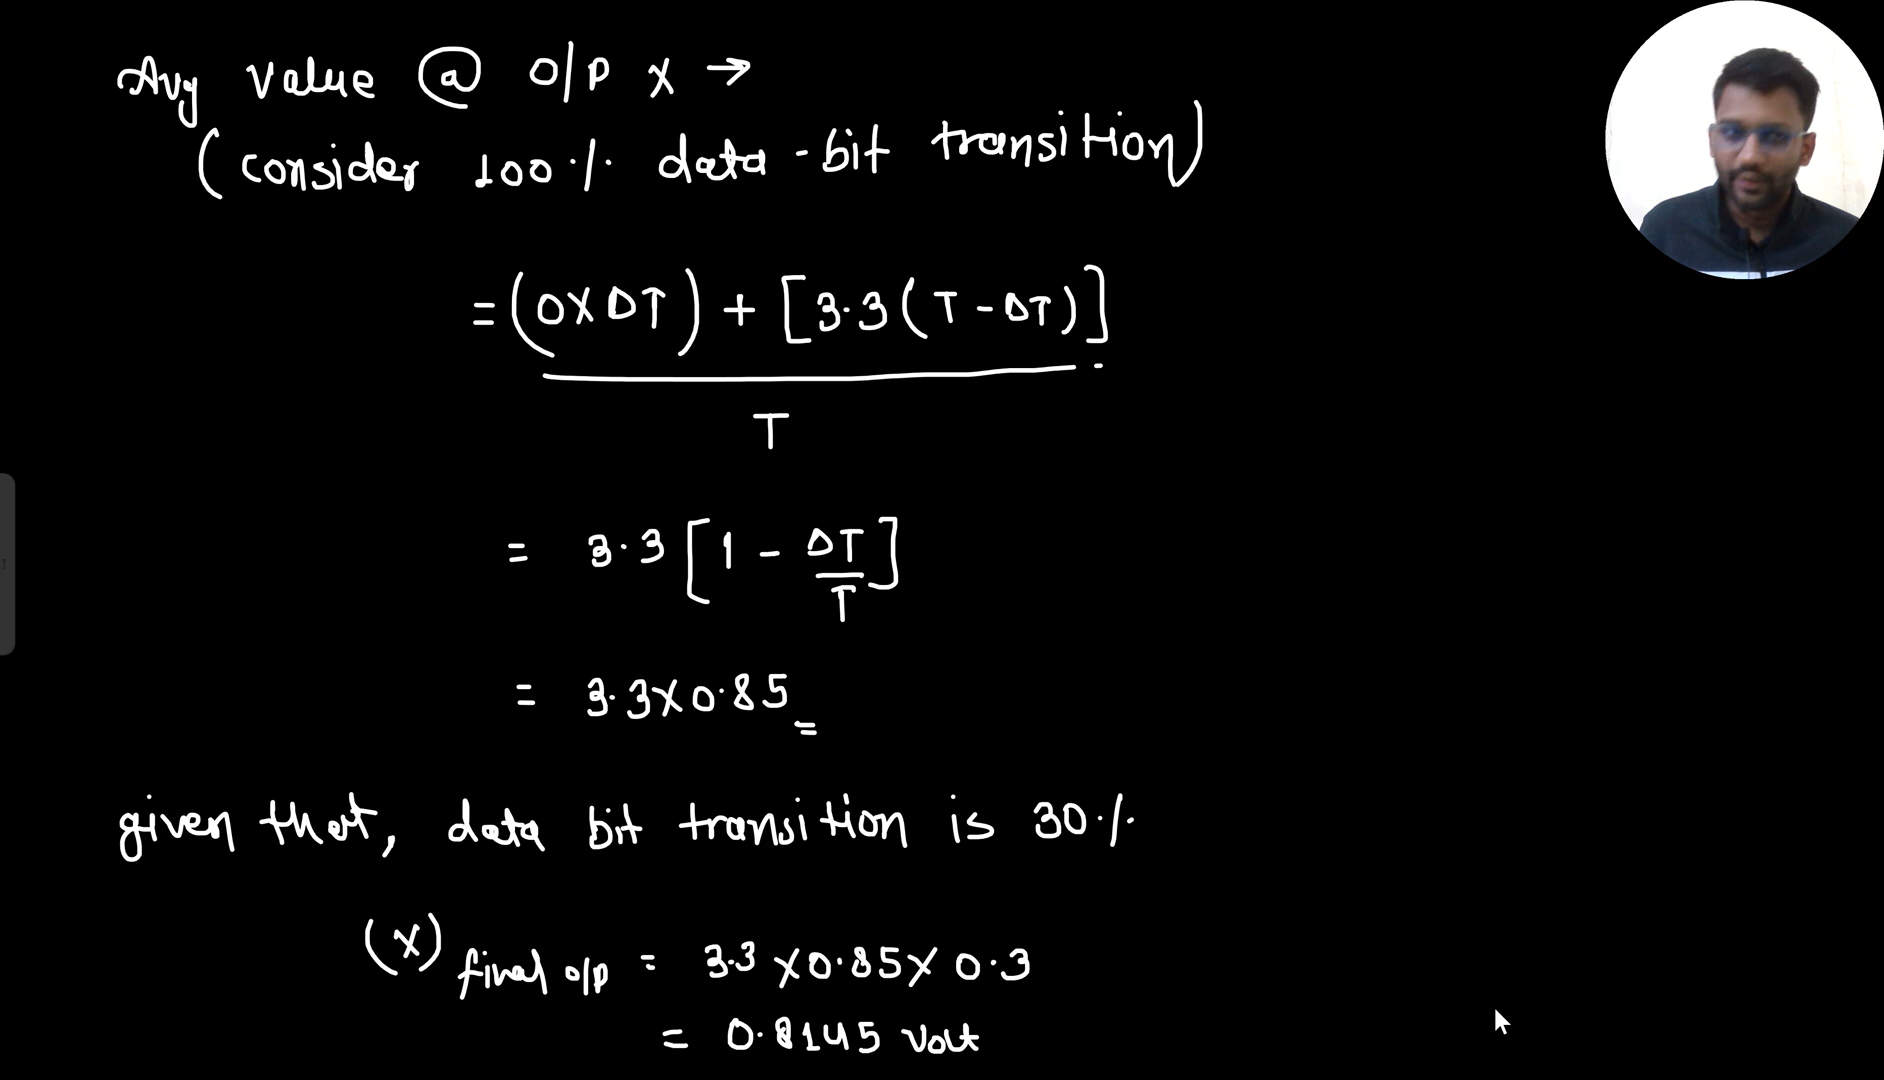 Avg value @ O/P X →
(consider 100% data-bit transition)
= (0×ΔT) + [3.3(T-ΔT)]
T
= 3.3 [1 - ΔT/T]
= 3.3×0.85
given that, data bit transition is 30%
(X) final o/p = 3.3×0.85×0.3
= 0.8145 Volt